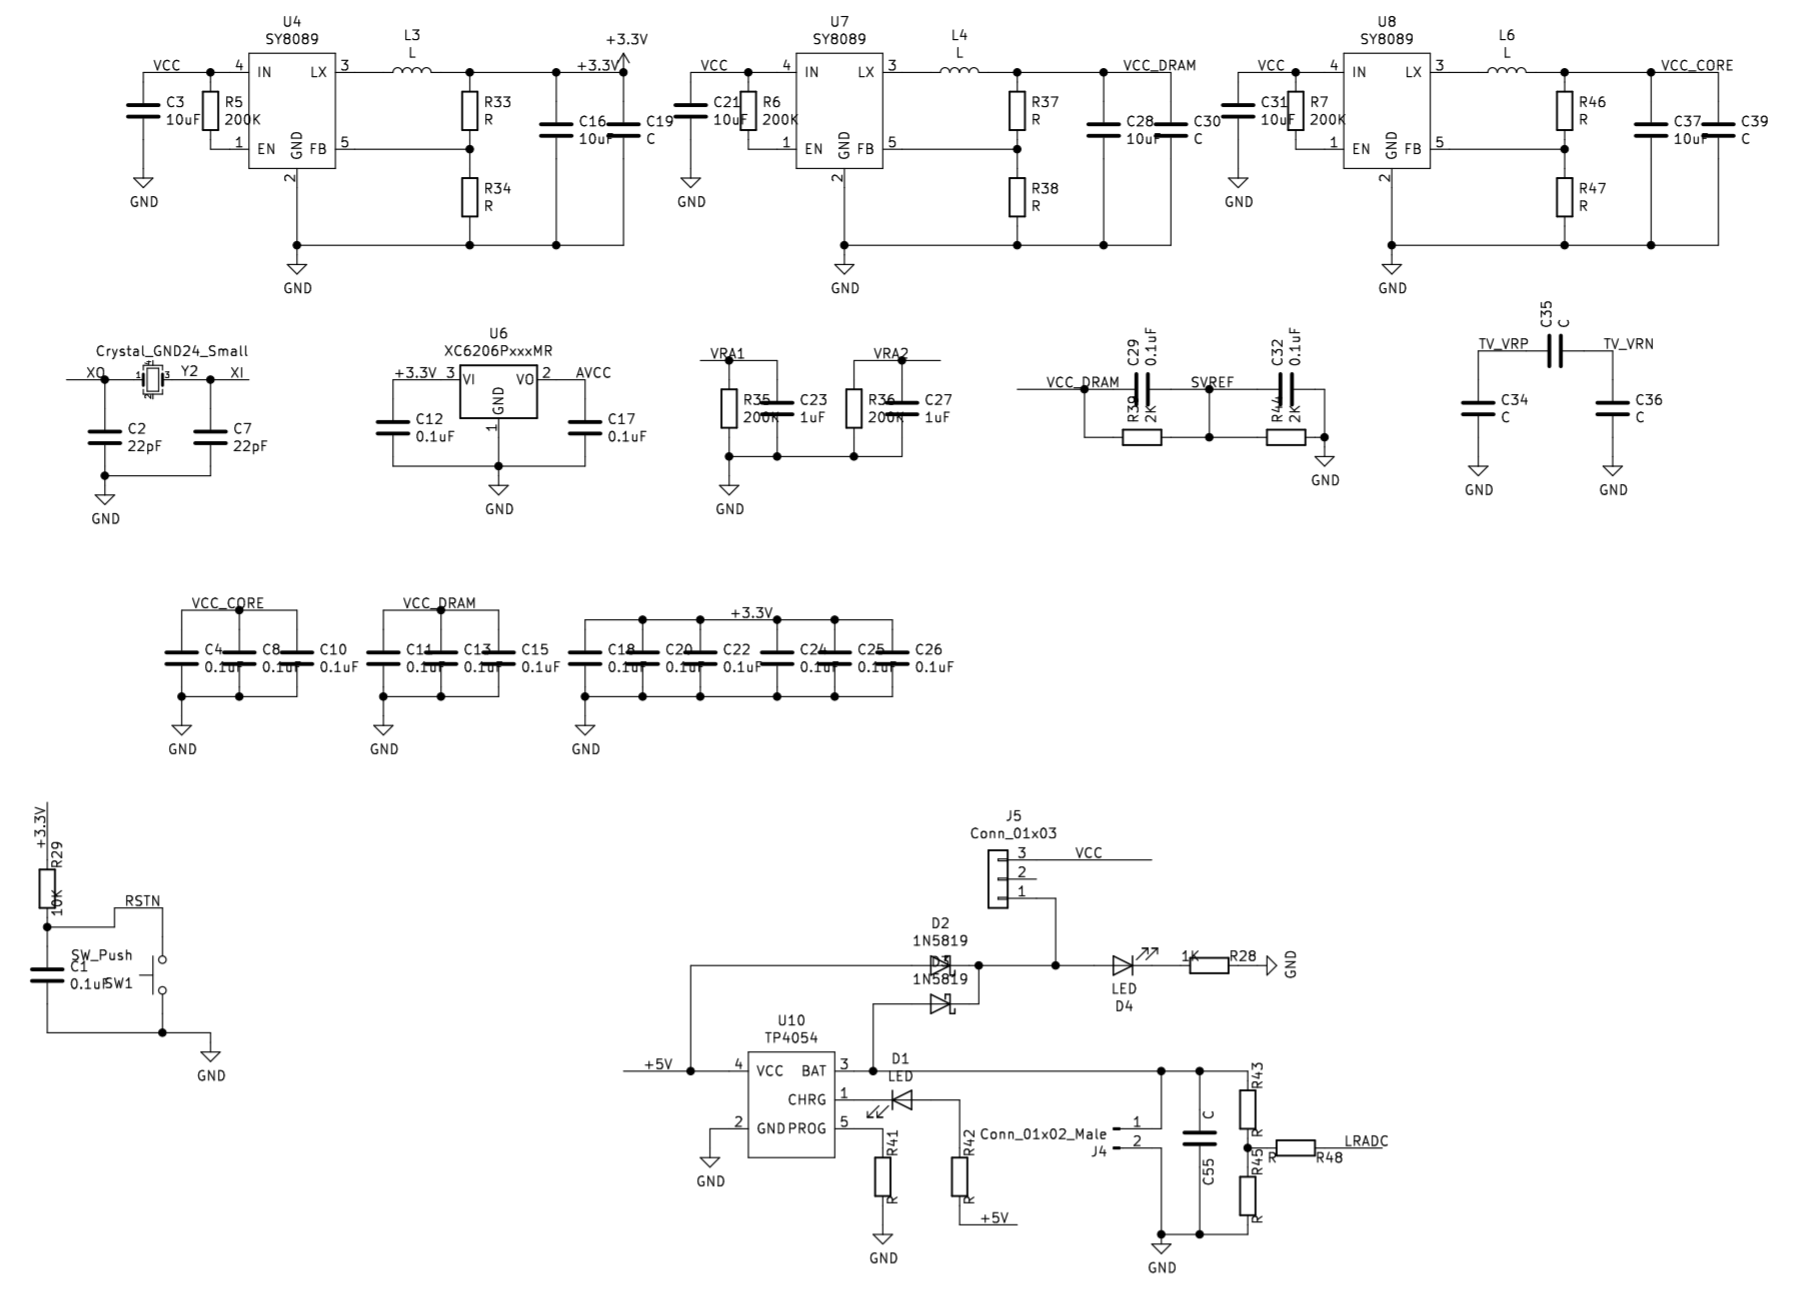 U4
SY8089
VCC
4
IN
LX
3
L3
L
+3.3V
+3.3V
C3
10uF
R5
200K
1
EN
GND
FB
5
2
R33
R
C16
10uF
C19
C
R34
R
GND
GND
U7
SY8089
VCC
4
IN
LX
3
L4
L
VCC_DRAM
C21
10uF
R6
200K
1
EN
GND
FB
5
2
R37
R
C28
10uF
C30
C
R38
R
GND
GND
U8
SY8089
VCC
4
IN
LX
3
L6
L
VCC_CORE
C31
10uF
R7
200K
1
EN
GND
FB
5
2
R46
R
C37
10uF
C39
C
R47
R
GND
GND
Crystal_GND24_Small
XO
1
2
3
4
Y2
XI
C2
22pF
C7
22pF
GND
U6
XC6206PxxxMR
+3.3V
3
VI
VO
2
AVCC
GND
1
C12
0.1uF
C17
0.1uF
GND
VRA1
R35
200K
C23
1uF
VRA2
R36
200K
C27
1uF
GND
VCC_DRAM
C29
0.1uF
SVREF
C32
0.1uF
R39
2K
R44
2K
GND
C35
C
TV_VRP
TV_VRN
C34
C
C36
C
GND
GND
VCC_CORE
C4
0.1uF
C8
0.1uF
C10
0.1uF
GND
VCC_DRAM
C11
0.1uF
C13
0.1uF
C15
0.1uF
GND
+3.3V
C18
0.1uF
C20
0.1uF
C22
0.1uF
C24
0.1uF
C25
0.1uF
C26
0.1uF
GND
+3.3V
R29
10K
RSTN
SW_Push
C1
0.1uF
SW1
GND
J5
Conn_01x03
3
VCC
2
1
D2
1N5819
D3
1N5819
LED
D4
1K
R28
GND
U10
TP4054
+5V
4
VCC
BAT
3
CHRG
1
2
GND
PROG
5
GND
D1
LED
R41
R
GND
R42
R
+5V
Conn_01x02_Male
J4
1
2
C
C55
R43
R
R45
R
R
R48
LRADC
GND